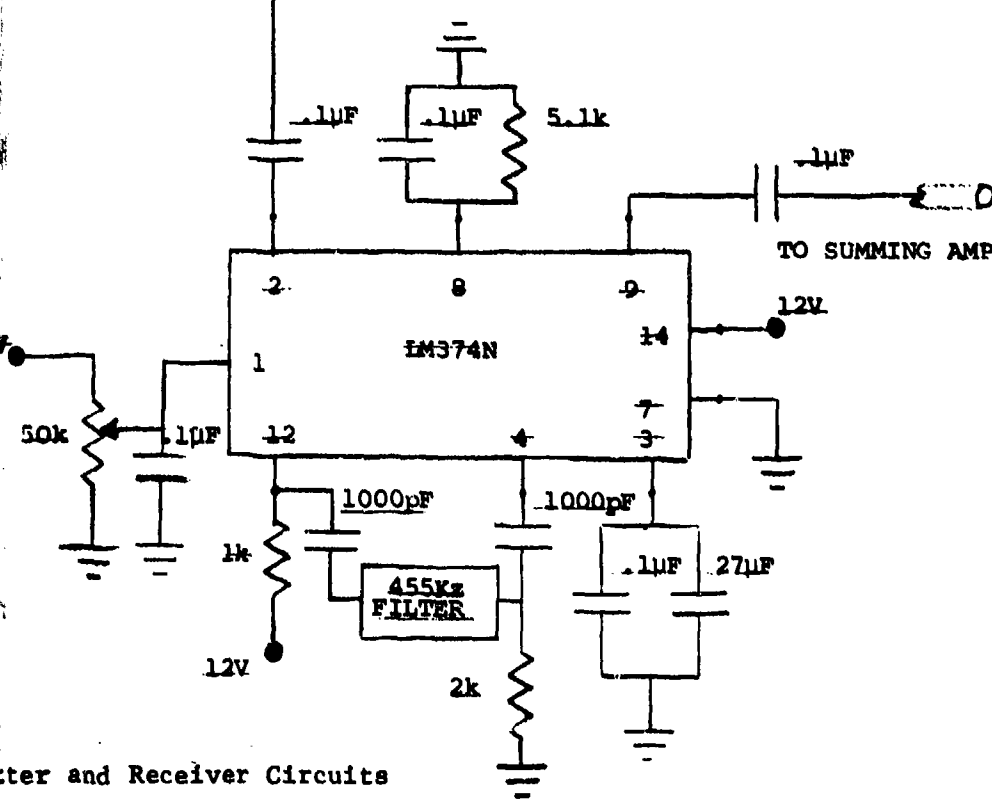 .1µF
.1µF
5.1k
.1µF
TO SUMMING AMP
2
8
9
12V
14
LM374N
1
7
50k
.1µF
12
4
3
1000pF
1000pF
1k
455Kz
FILTER
.1µF
27µF
12V
2k
tter and Receiver Circuits